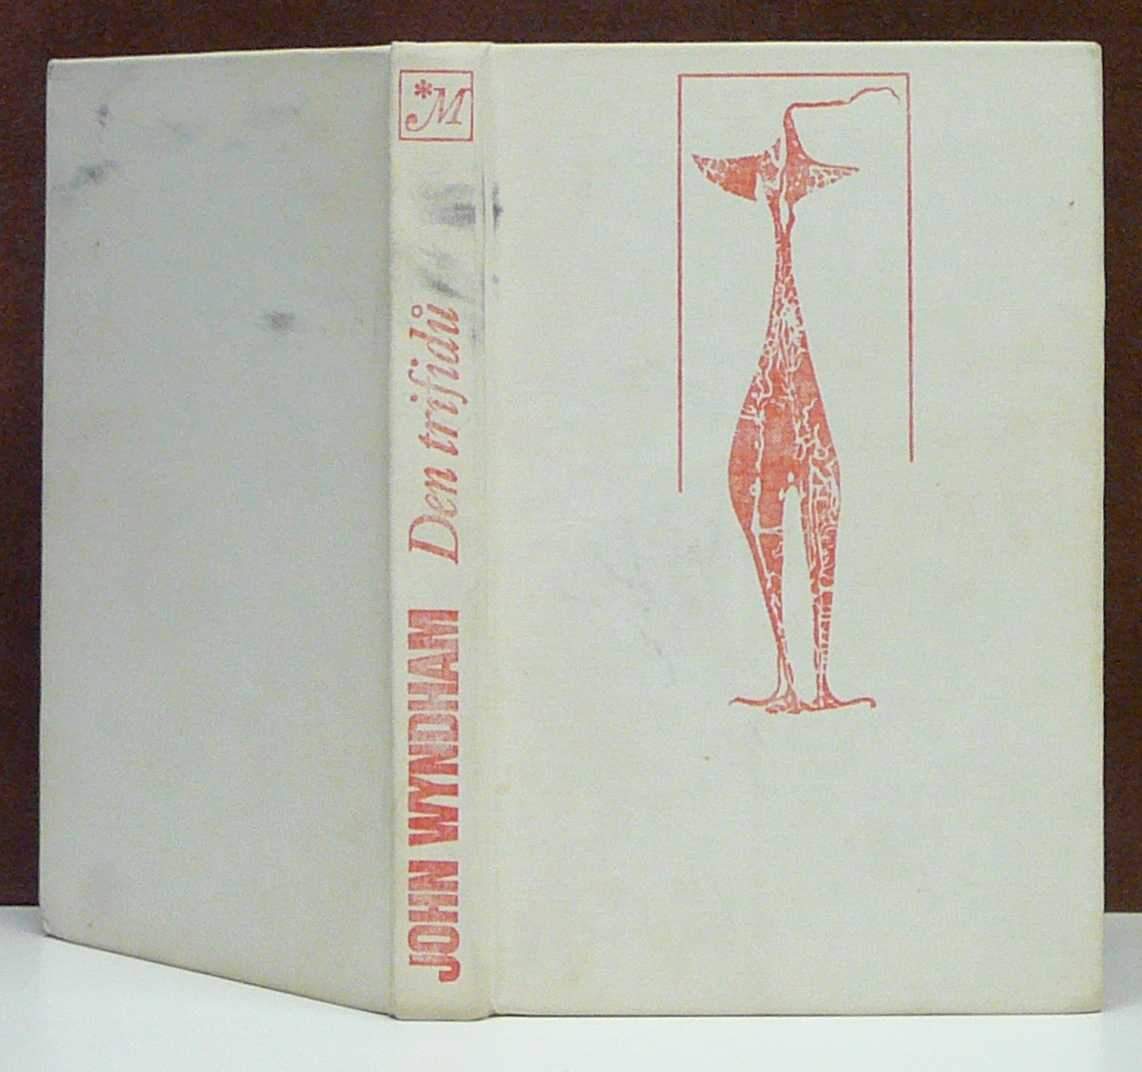 *M
Den trifidů
JOHN WYNDHAM